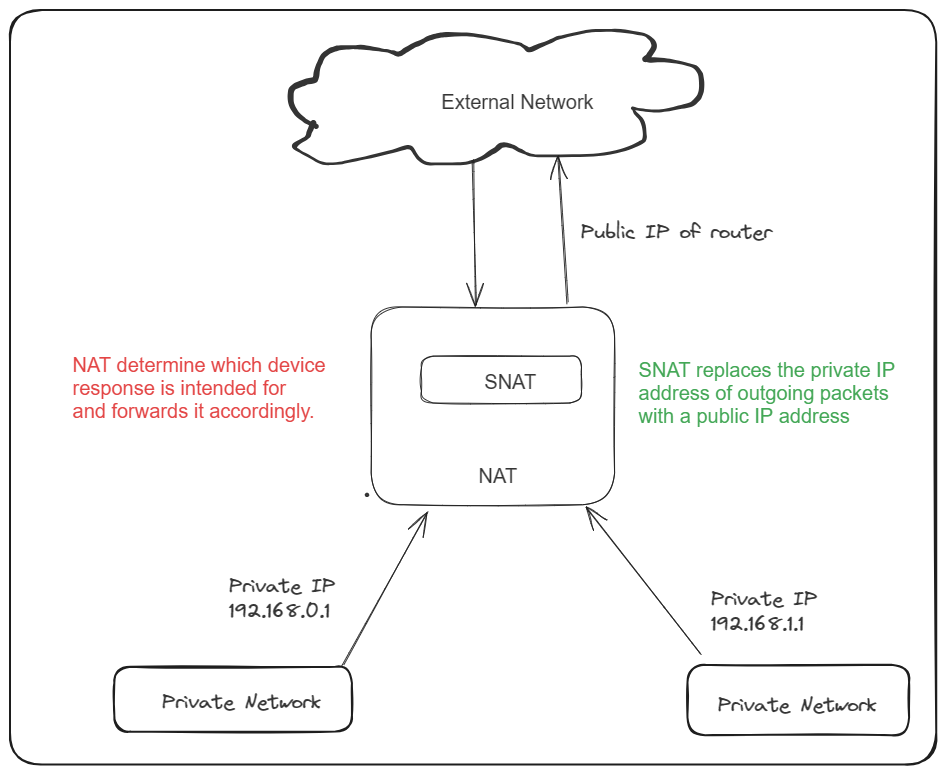 External Network
Public IP of router
NAT determine which device
response is intended for
and forwards it accordingly.
SNAT
SNAT replaces the private IP
address of outgoing packets
with a public IP address
NAT
Private IP
192.168.0.1
Private IP
192.168.1.1
Private Network
Private Network